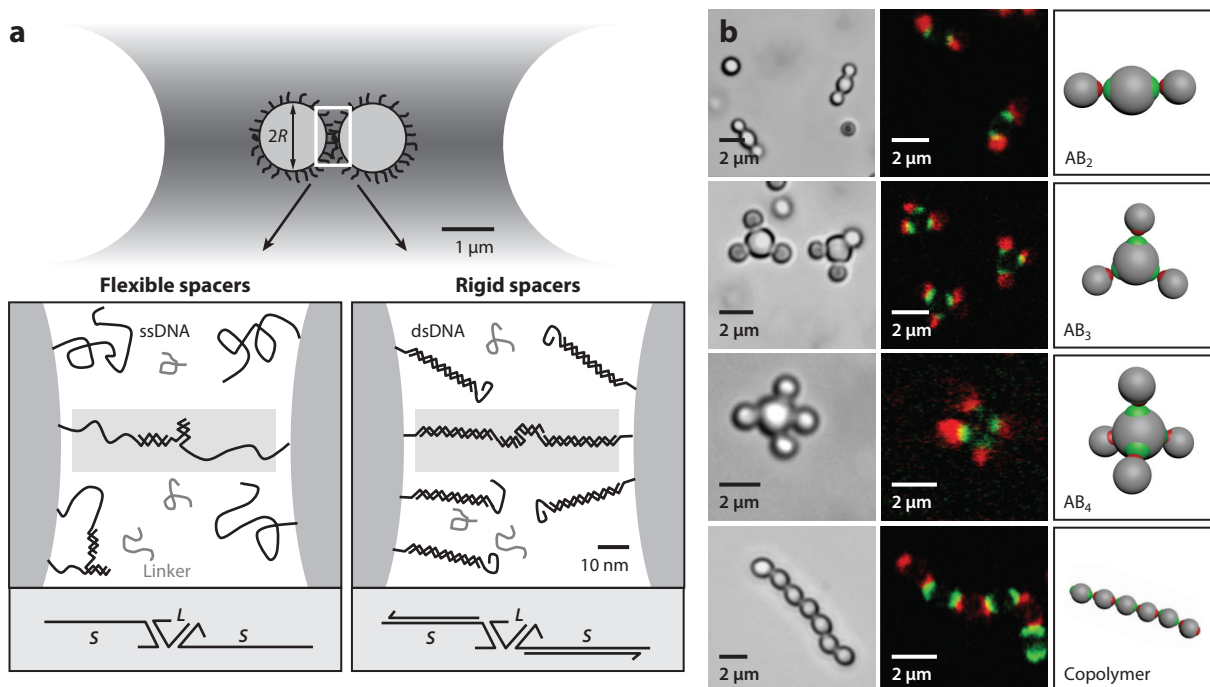 a
2R
1 μm
Flexible spacers
ssDNA
Linker
S
L
S
Rigid spacers
dsDNA
10 nm
S
L
S
b
2 μm
2 μm
AB2
2 μm
2 μm
AB3
2 μm
2 μm
AB4
2 μm
2 μm
Copolymer